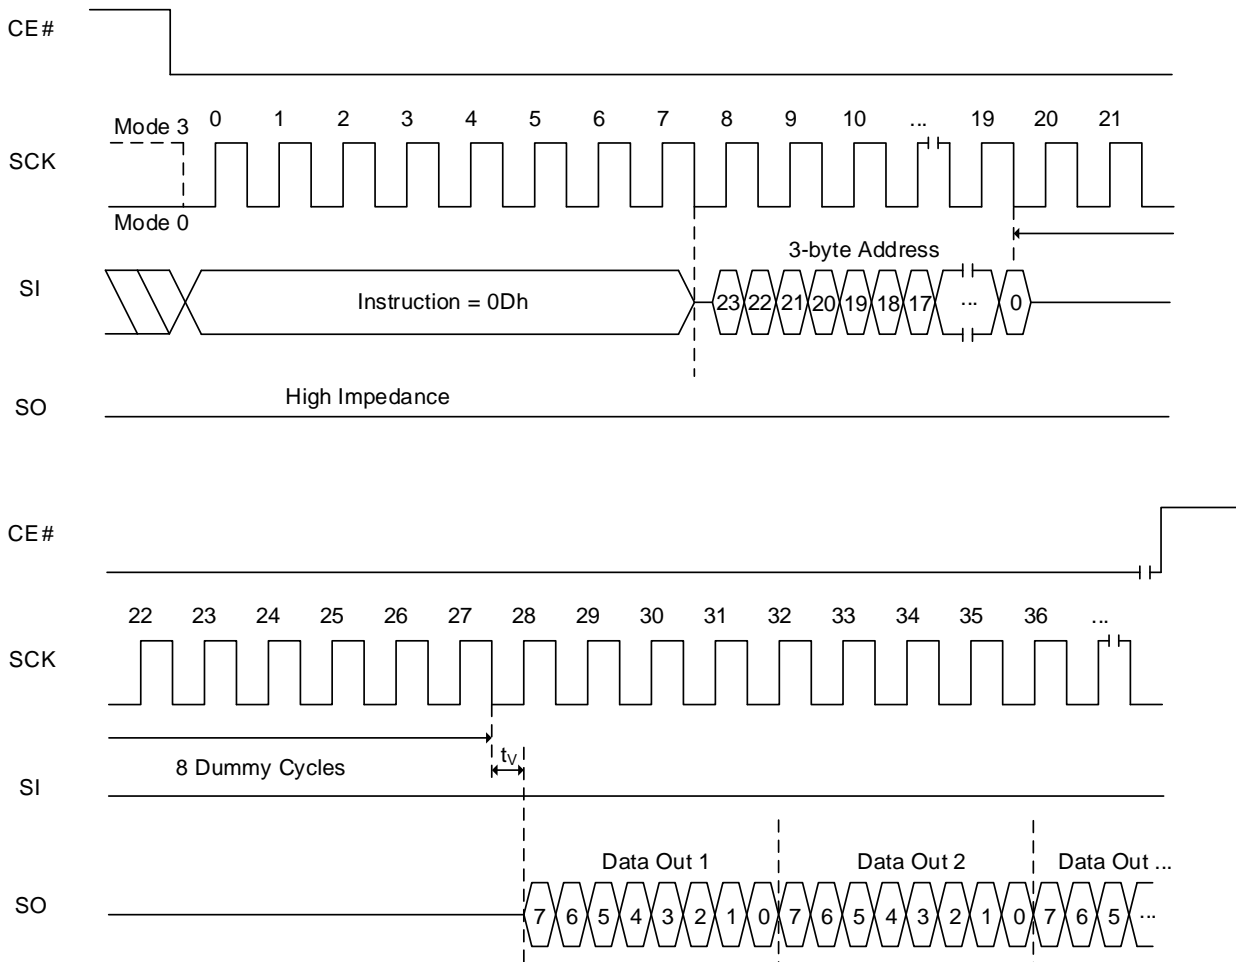 CE#
Mode 3 0 1 2 3 4 5 6 7 8 9 10 ... 19 20 21
SCK
Mode 0
3-byte Address
SI Instruction = 0Dh 23 22 21 20 19 18 17 ... 0
High Impedance
SO
CE#
22 23 24 25 26 27 28 29 30 31 32 33 34 35 36 ...
SCK
tV
8 Dummy Cycles
SI
Data Out 1 Data Out 2 Data Out ...
SO 7 6 5 4 3 2 1 0 7 6 5 4 3 2 1 0 7 6 5 ...